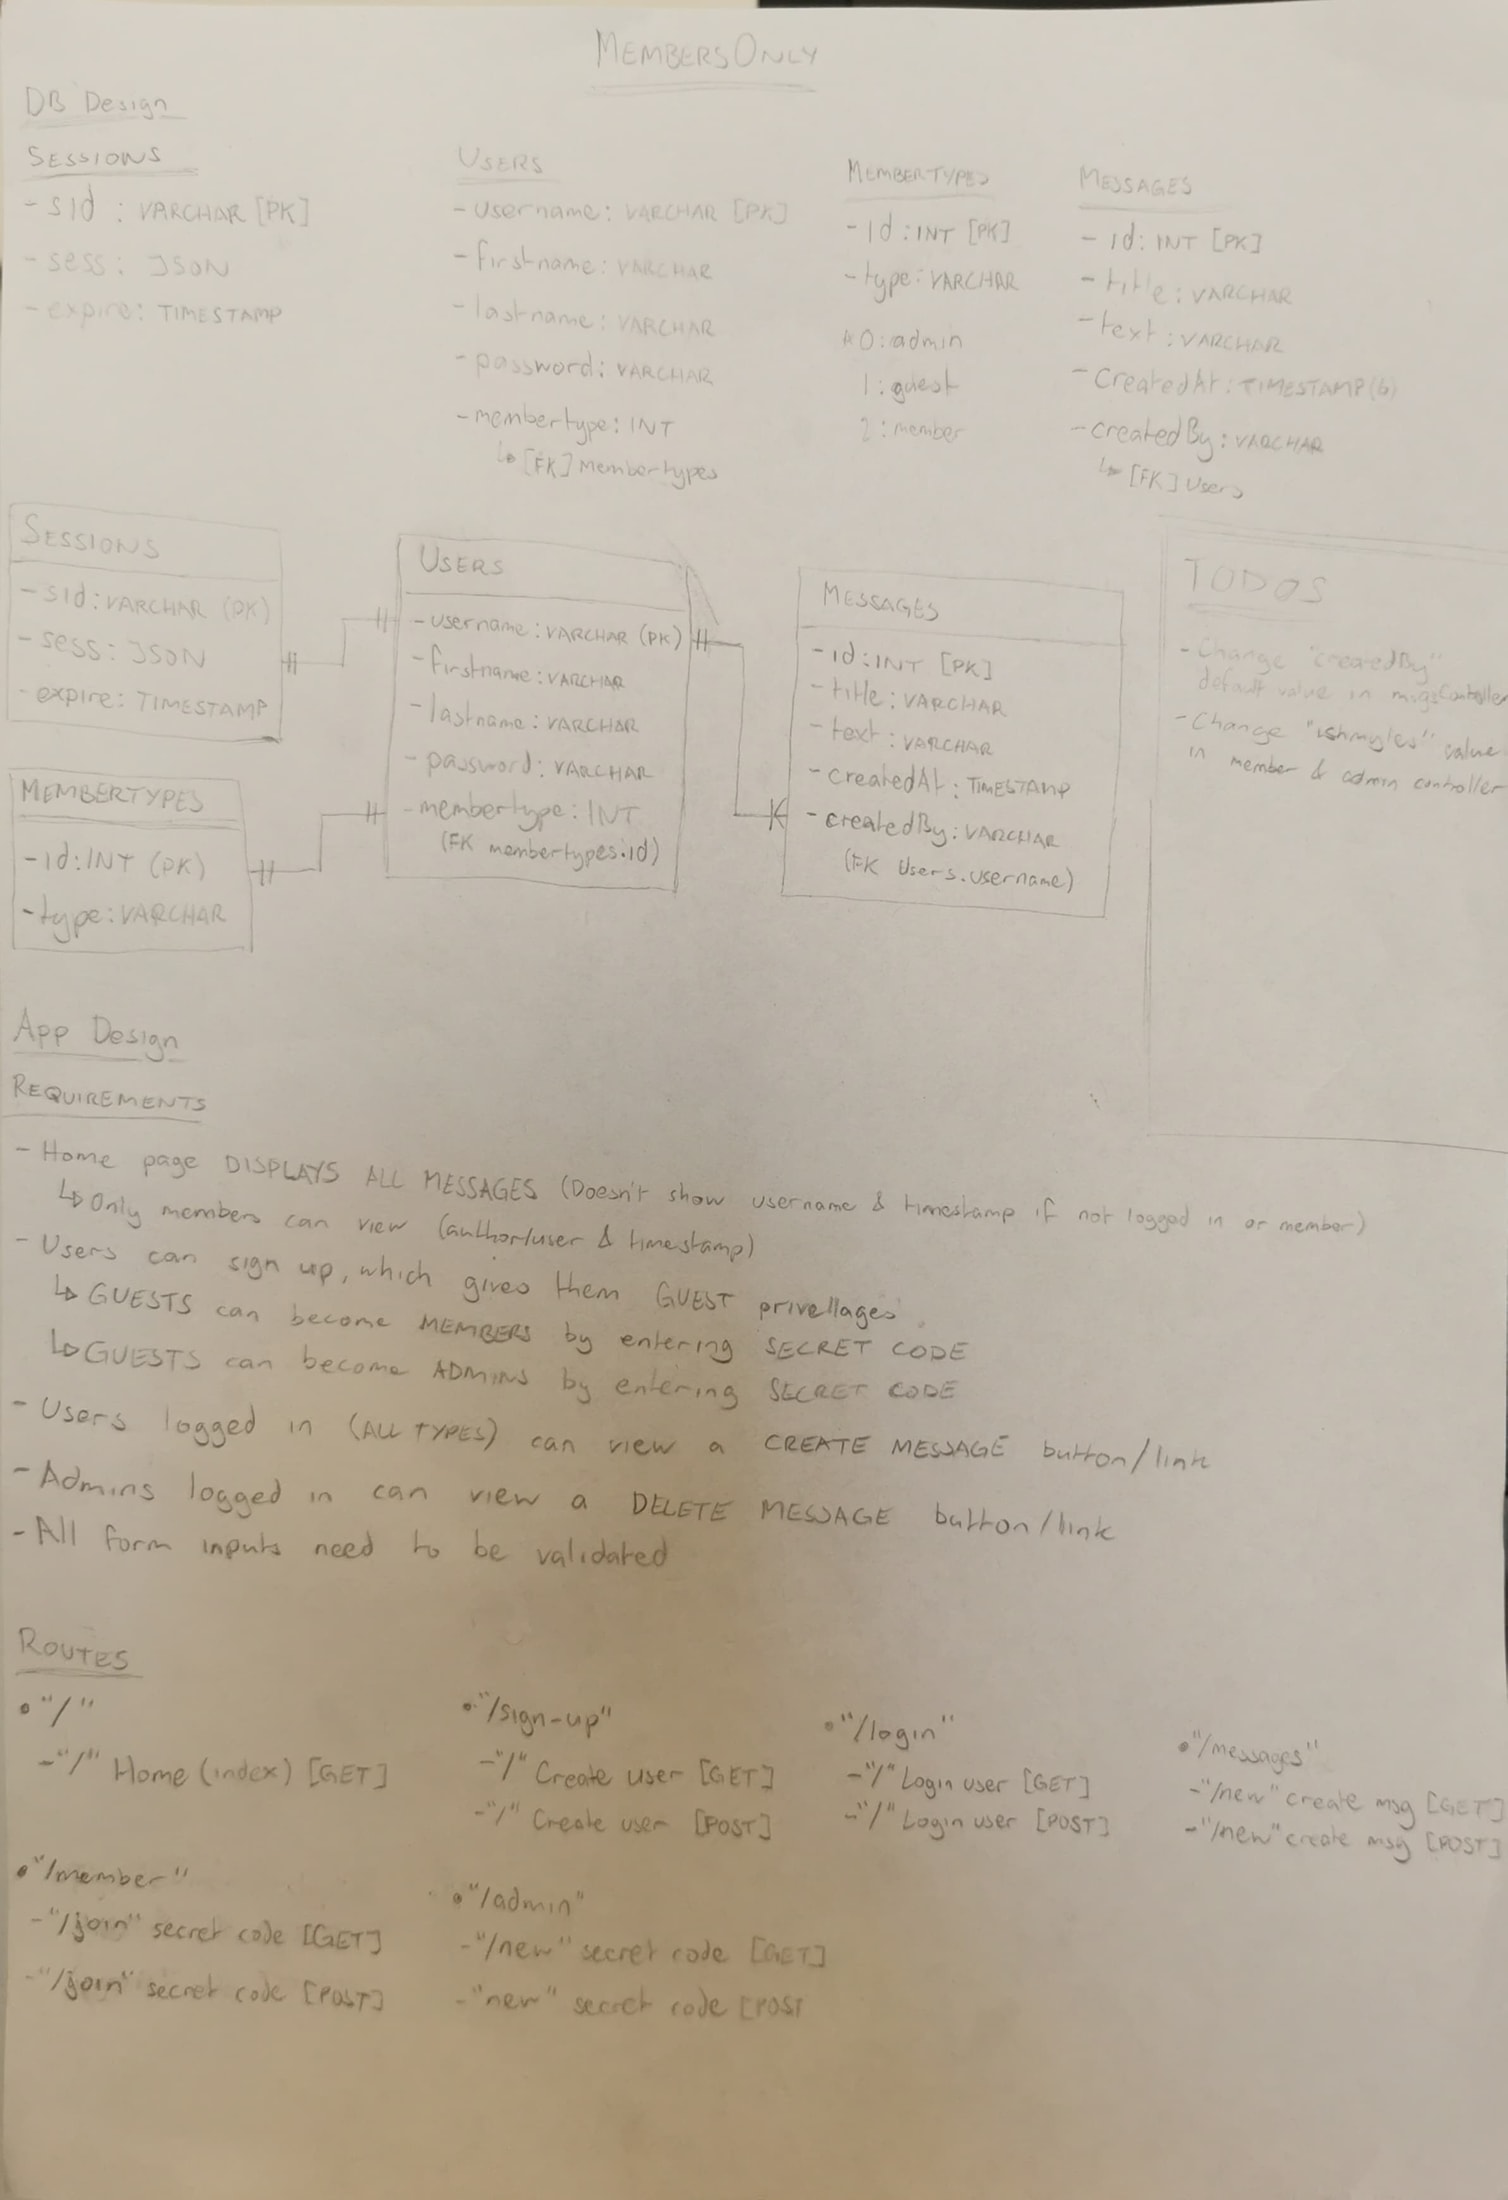 MEMBERSONLY
DB Design
SESSIONS
- sid : VARCHAR [PK]
- sess : JSON
- expire : TIMESTAMP
USERS
- username : VARCHAR [PK]
- firstname : VARCHAR
- lastname : VARCHAR
- password : VARCHAR
- membertype : INT
↳ [FK] Membertypes
MEMBERTYPES
- id : INT [PK]
- type : VARCHAR
* 0 : admin
1 : guest
2 : member
MESSAGES
- id : INT [PK]
- title : VARCHAR
- text : VARCHAR
- createdAt : TIMESTAMP(6)
- createdBy : VARCHAR
↳ [FK] Users
SESSIONS
- sid : VARCHAR (PK)
- sess : JSON
- expire : TIMESTAMP
MEMBERTYPES
- id : INT (PK)
- type : VARCHAR
USERS
- username : VARCHAR (PK)
- firstname : VARCHAR
- lastname : VARCHAR
- password : VARCHAR
- membertype : INT
(FK membertypes.id)
MESSAGES
- id : INT [PK]
- title : VARCHAR
- text : VARCHAR
- createdAt : TIMESTAMP
- createdBy : VARCHAR
(FK Users.username)
TODOS
- Change "createdBy"
default value in msgsController
- Change "ishmyles" value
in member & admin controller
App Design
REQUIREMENTS
- Home page DISPLAYS ALL MESSAGES (Doesn't show username & timestamp if not logged in or member)
↳ Only members can view (author/user & timestamp)
- Users can sign up, which gives them GUEST privellages
↳ GUESTS can become MEMBERS by entering SECRET CODE
↳ GUESTS can become ADMINS by entering SECRET CODE
- Users logged in (ALL TYPES) can view a CREATE MESSAGE button/link
- Admins logged in can view a DELETE MESSAGE button/link
- All form inputs need to be validated
ROUTES
• "/"
- "/" Home (index) [GET]
• "/sign-up"
- "/" Create user [GET]
- "/" Create user [POST]
• "/login"
- "/" Login user [GET]
- "/" Login user [POST]
• "/messages"
- "/new" create msg [GET]
- "/new" create msg [POST]
• "/member"
- "/join" secret code [GET]
- "/join" secret code [POST]
• "/admin"
- "/new" secret code [GET]
- "new" secret code [POST